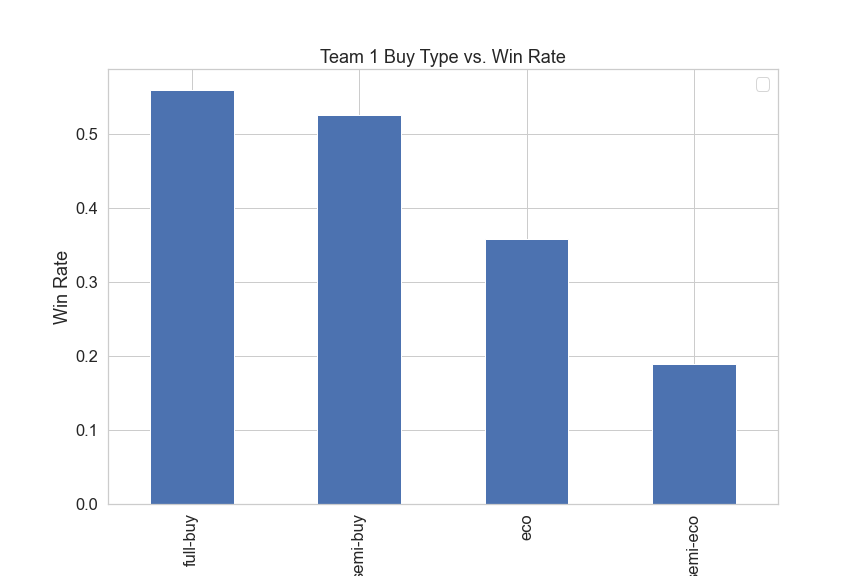 Team 1 Buy Type vs. Win Rate
Win Rate
0.5
0.4
0.3
0.2
0.1
0.0
full-buy
semi-buy
eco
semi-eco